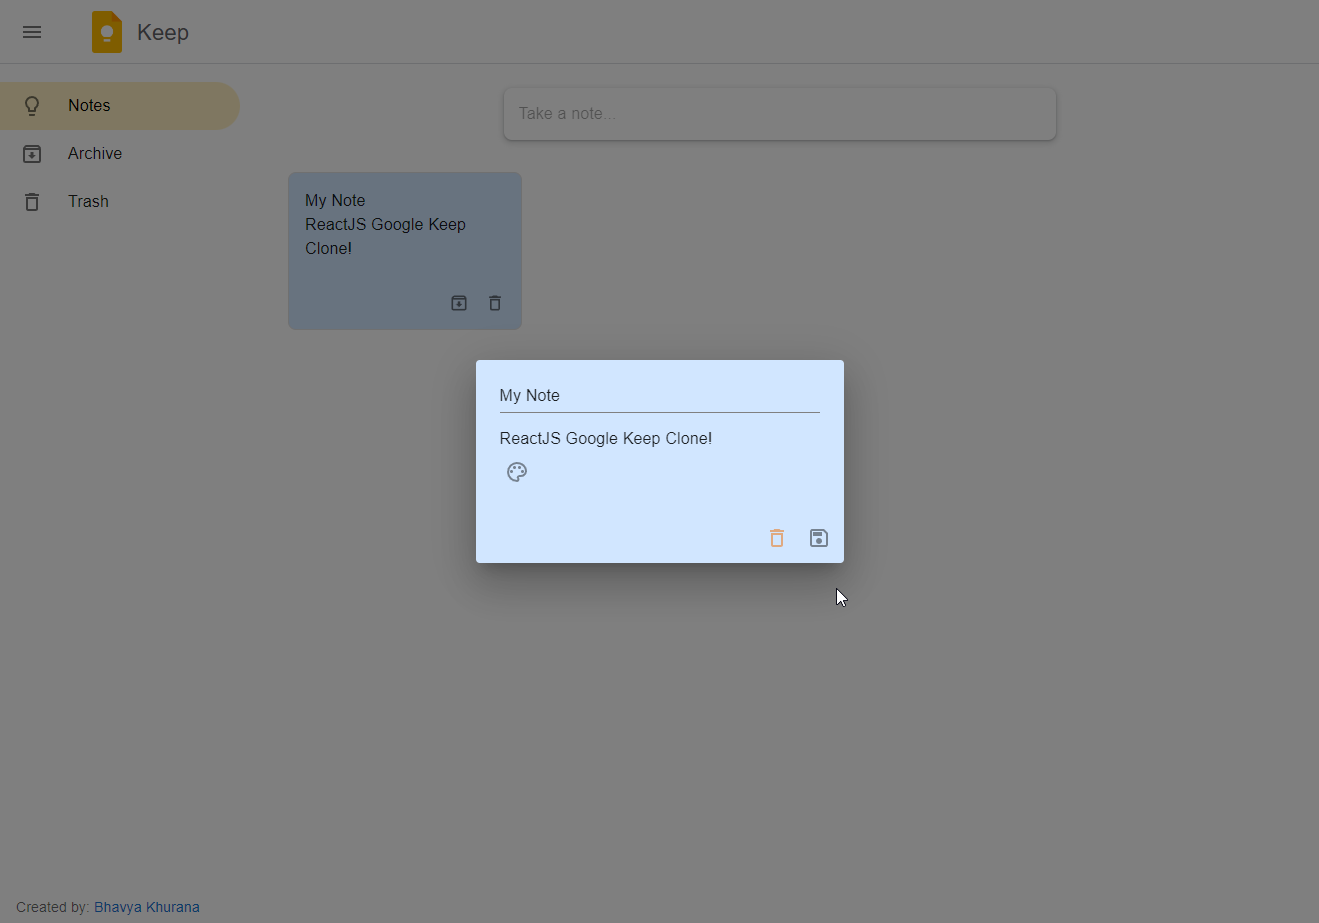 Keep
Notes
Archive
Trash
Take a note...
My Note
ReactJS Google Keep
Clone!
My Note
ReactJS Google Keep Clone!
Created by: Bhavya Khurana